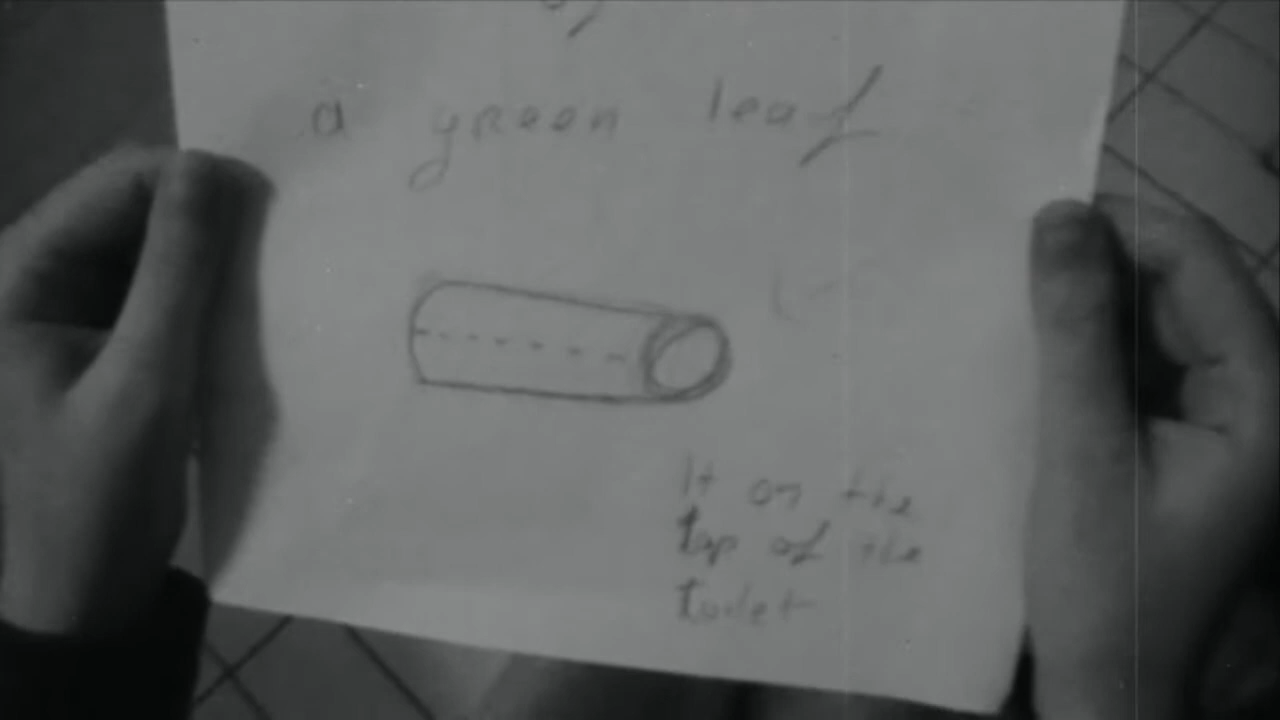 a green leaf
It on the
top of the
toilet